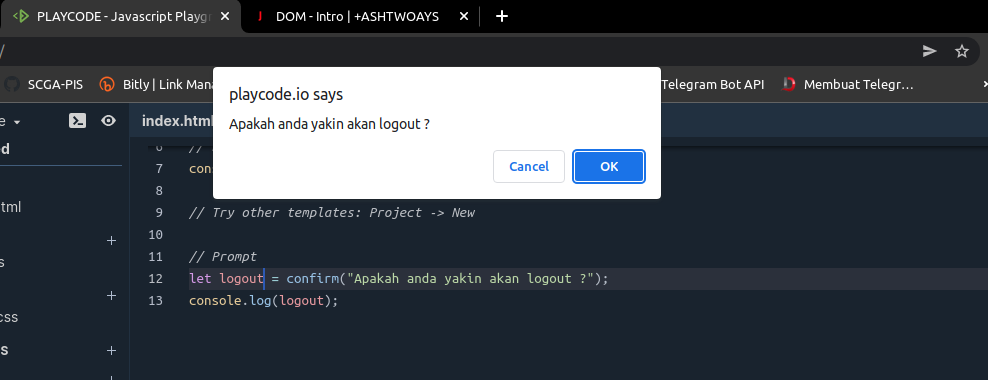 PLAYCODE - Javascript Playg
DOM - Intro | +ASHTWOAYS
/
SCGA-PIS
Bitly | Link Mana
Telegram Bot API
Membuat Telegr...
playcode.io says
Apakah anda yakin akan logout ?
Cancel
OK
e
index.html
ed
6 //
7 con
8
tml
9 // Try other templates: Project -> New
10
11 // Prompt
s
12 let logout = confirm("Apakah anda yakin akan logout ?");
13 console.log(logout);
css
s